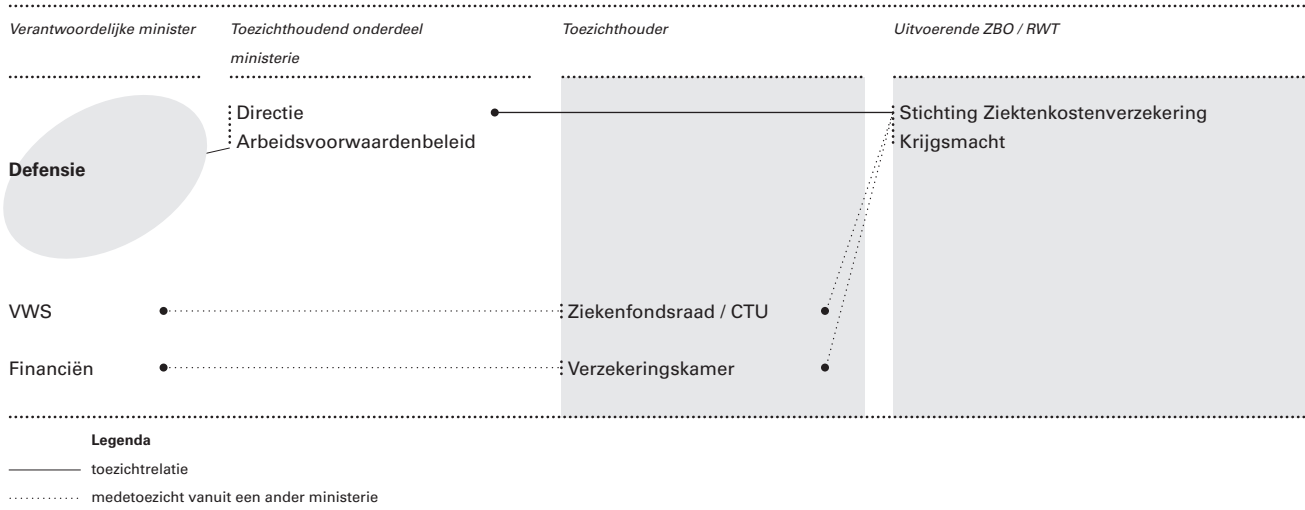 Verantwoordelijke minister
Toezichthoudend onderdeel
ministerie
Toezichthouder
Uitvoerende ZBO / RWT
Defensie
Directie
Arbeidsvoorwaardenbeleid
Stichting Ziektenkostenverzekering
Krijgsmacht
VWS
Ziekenfondsraad / CTU
Financiën
Verzekeringskamer
Legenda
toezichtrelatie
medetoezicht vanuit een ander ministerie